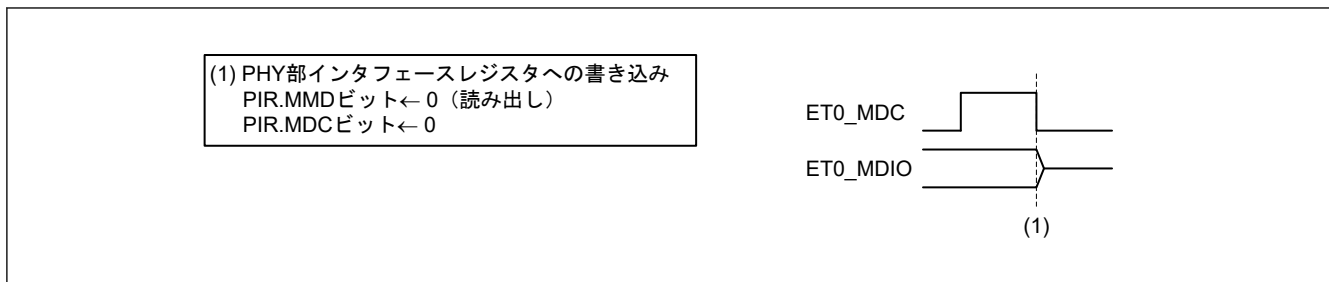 (1) PHY部インタフェースレジスタへの書き込み
PIR.MMDビット← 0（読み出し）
PIR.MDCビット← 0
ET0_MDC
ET0_MDIO
(1)